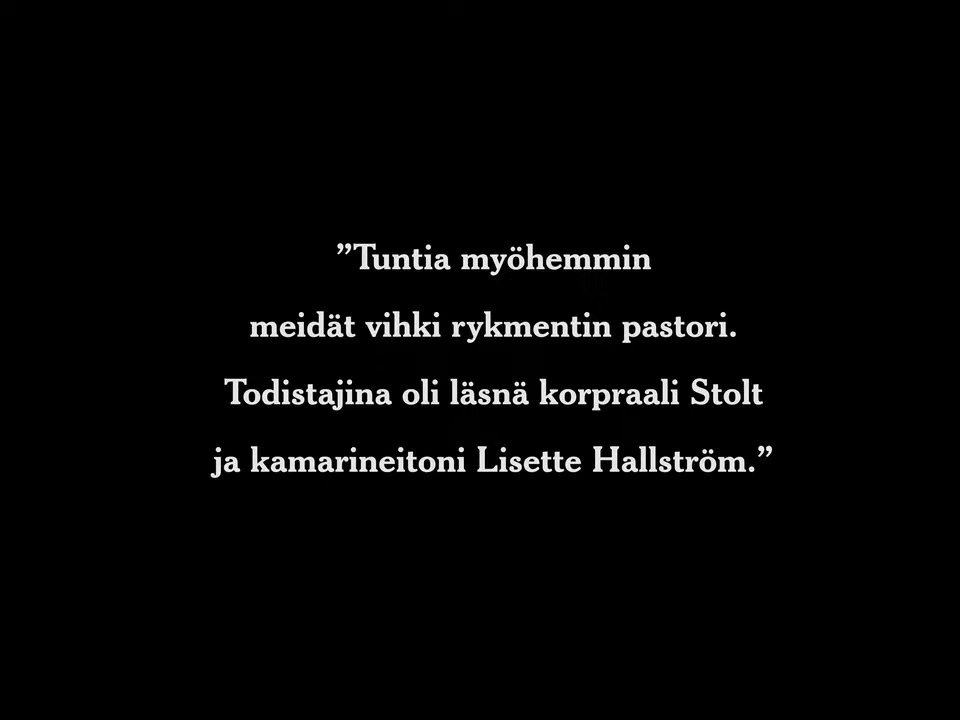 ”Tuntia myöhemmin
meidät vihki rykmentin pastori.
Todistajina oli läsnä korpraali Stolt
ja kamarineitoni Lisette Hallström.”